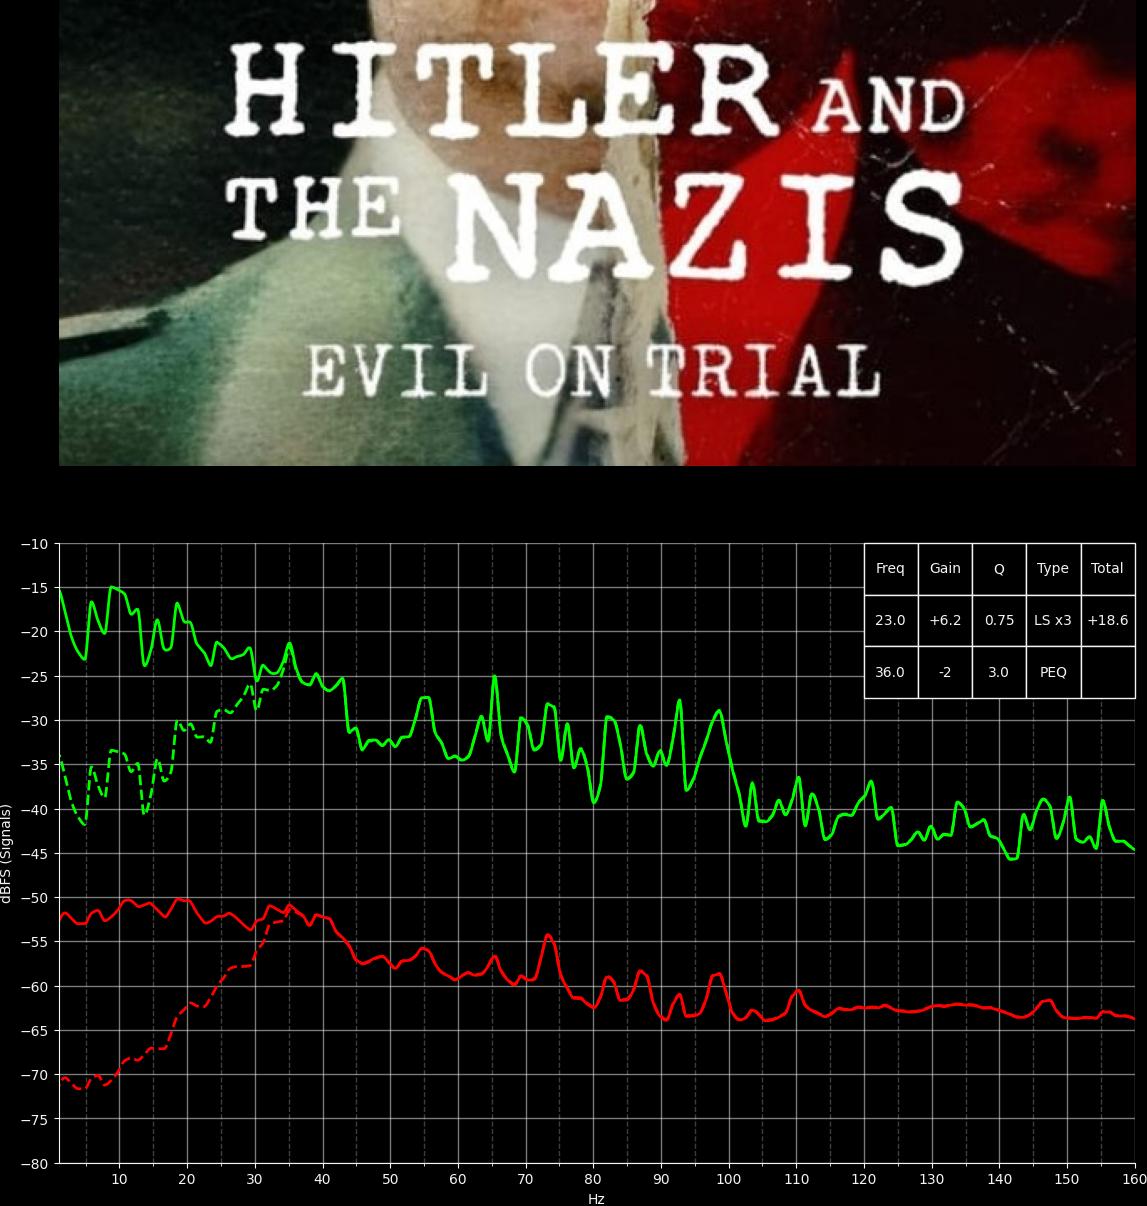 HITLER AND
THE NAZIS
EVIL ON TRIAL
Freq Gain Q Type Total
23.0 +6.2 0.75 LS x3 +18.6
36.0 -2 3.0 PEQ
−10
−15
−20
−25
−30
−35
−40
−45
−50
−55
−60
−65
−70
−75
−80
dBFS (Signals)
10 20 30 40 50 60 70 80 90 100 110 120 130 140 150 160
Hz